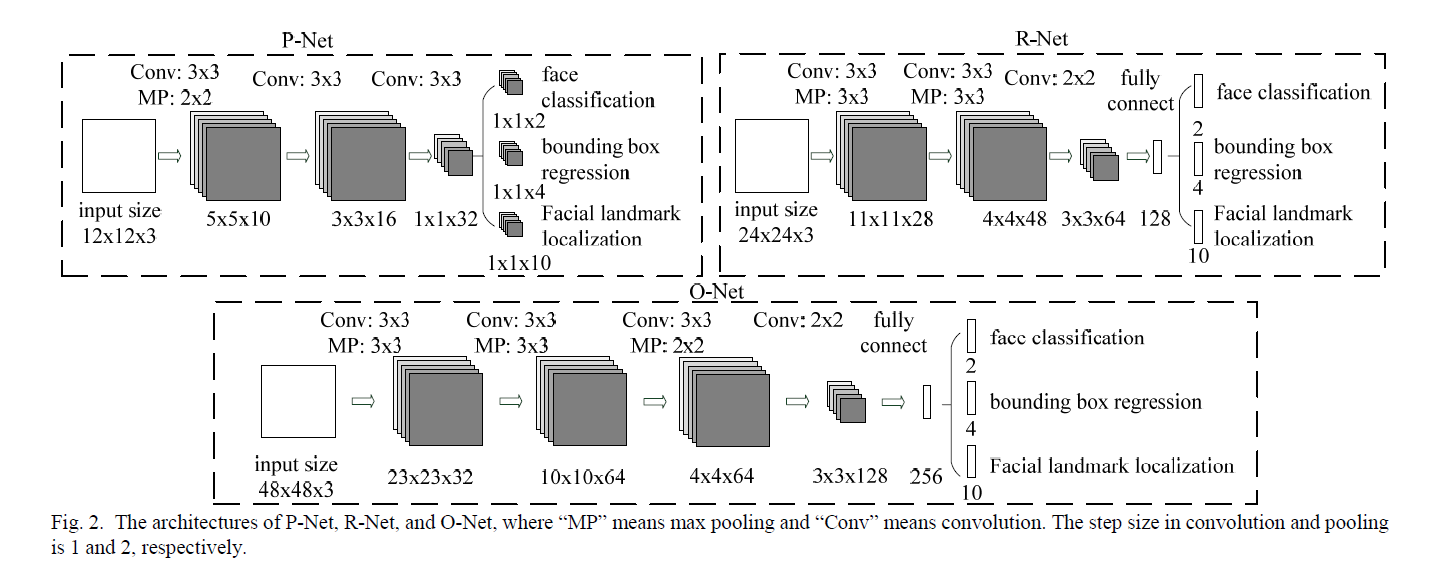 P-Net
Conv: 3x3
MP: 2x2
Conv: 3x3
Conv: 3x3
face
classification
1x1x2
bounding box
regression
1x1x4
Facial landmark
localization
1x1x10
input size
12x12x3
5x5x10
3x3x16
1x1x32
R-Net
Conv: 3x3
MP: 3x3
Conv: 3x3
MP: 3x3
Conv: 2x2
fully
connect
face classification
2
bounding box
regression
4
Facial landmark
localization
10
input size
24x24x3
11x11x28
4x4x48
3x3x64
128
O-Net
Conv: 3x3
MP: 3x3
Conv: 3x3
MP: 3x3
Conv: 3x3
MP: 2x2
Conv: 2x2
fully
connect
face classification
2
bounding box regression
4
Facial landmark localization
10
input size
48x48x3
23x23x32
10x10x64
4x4x64
3x3x128
256
Fig. 2. The architectures of P-Net, R-Net, and O-Net, where “MP” means max pooling and “Conv” means convolution. The step size in convolution and pooling
is 1 and 2, respectively.